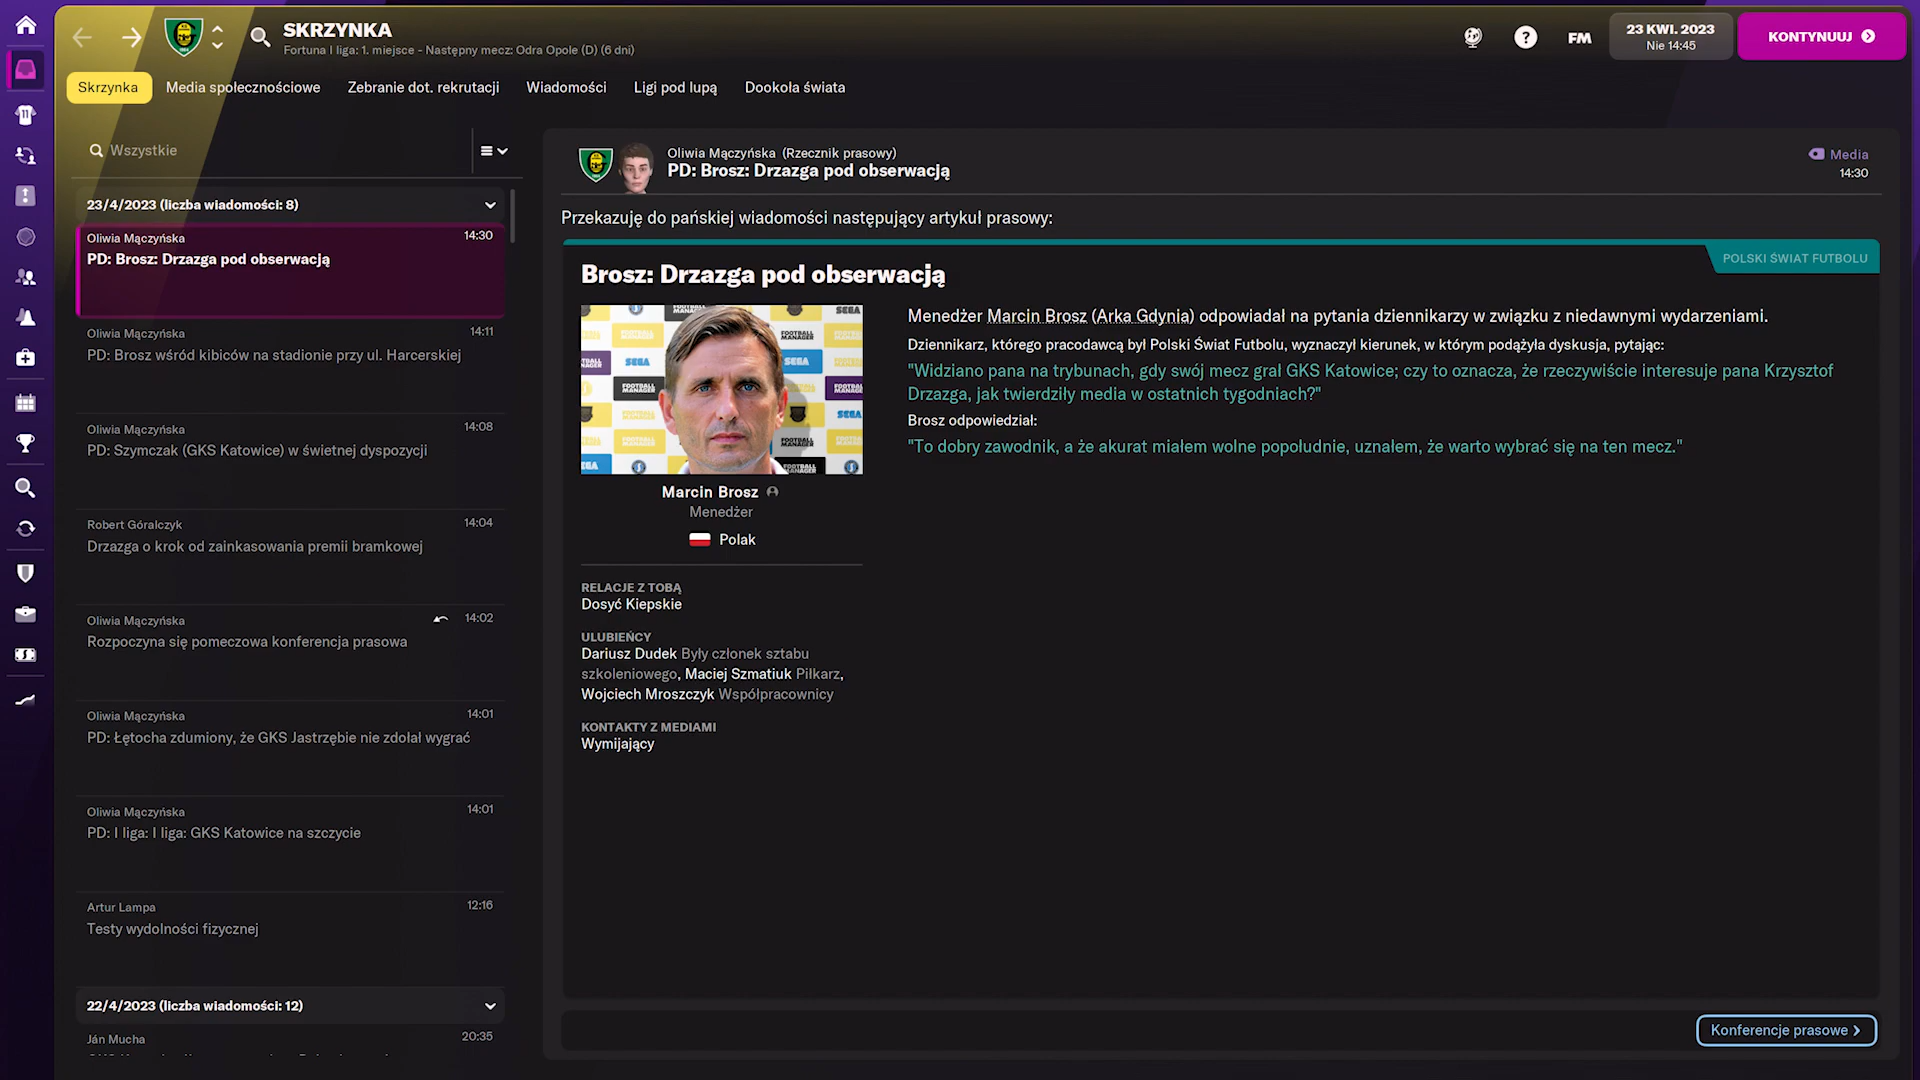 SKRZYNKA
Fortuna I liga: 1. miejsce - Następny mecz: Odra Opole (D) (6 dni)
FM
23 KWI. 2023
Nie 14:45
KONTYNUUJ
Skrzynka
Media społecznościowe
Zebranie dot. rekrutacji
Wiadomości
Ligi pod lupą
Dookoła świata
Wszystkie
23/4/2023 (liczba wiadomości: 8)
Oliwia Mączyńska
14:30
PD: Brosz: Drzazga pod obserwacją
Oliwia Mączyńska
14:11
PD: Brosz wśród kibiców na stadionie przy ul. Harcerskiej
Oliwia Mączyńska
14:08
PD: Szymczak (GKS Katowice) w świetnej dyspozycji
Robert Góralczyk
14:04
Drzazga o krok od zainkasowania premii bramkowej
Oliwia Mączyńska
14:02
Rozpoczyna się pomeczowa konferencja prasowa
Oliwia Mączyńska
14:01
PD: Łętocha zdumiony, że GKS Jastrzębie nie zdołał wygrać
Oliwia Mączyńska
14:01
PD: I liga: I liga: GKS Katowice na szczycie
Artur Lampa
12:16
Testy wydolności fizycznej
22/4/2023 (liczba wiadomości: 12)
Ján Mucha
20:35
Oliwia Mączyńska (Rzecznik prasowy)
PD: Brosz: Drzazga pod obserwacją
Media
14:30
Przekazuję do pańskiej wiadomości następujący artykuł prasowy:
POLSKI ŚWIAT FUTBOLU
Brosz: Drzazga pod obserwacją
Menedżer Marcin Brosz (Arka Gdynia) odpowiadał na pytania dziennikarzy w związku z niedawnymi wydarzeniami.
Dziennikarz, którego pracodawcą był Polski Świat Futbolu, wyznaczył kierunek, w którym podążyła dyskusja, pytając:
"Widziano pana na trybunach, gdy swój mecz grał GKS Katowice; czy to oznacza, że rzeczywiście interesuje pana Krzysztof
Drzazga, jak twierdziły media w ostatnich tygodniach?"
Brosz odpowiedział:
"To dobry zawodnik, a że akurat miałem wolne popołudnie, uznałem, że warto wybrać się na ten mecz."
Marcin Brosz
Menedżer
Polak
RELACJE Z TOBĄ
Dosyć Kiepskie
ULUBIEŃCY
Dariusz Dudek Były członek sztabu
szkoleniowego, Maciej Szmatiuk Piłkarz,
Wojciech Mroszczyk Współpracownicy
KONTAKTY Z MEDIAMI
Wymijający
Konferencje prasowe